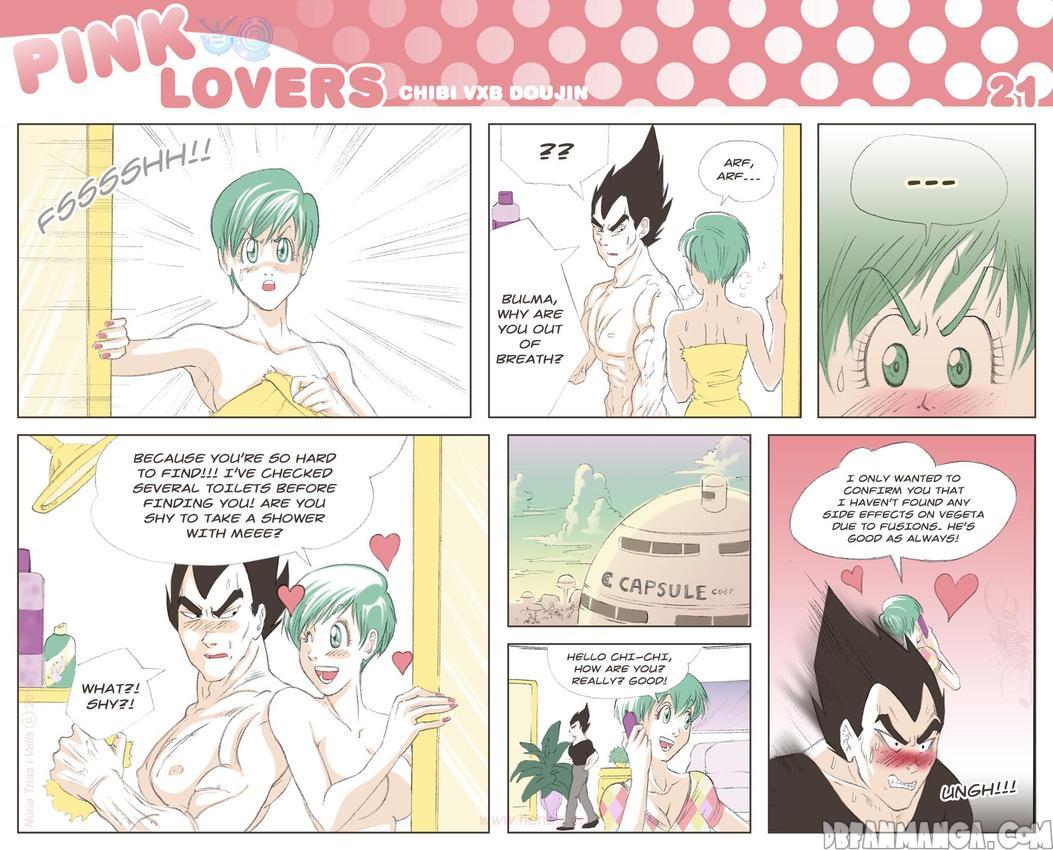 PINK
LOVERS
CHIBI VXB DOUJIN
21
FSSSSHH!!
??
ARF,
ARF...
BULMA,
WHY ARE
YOU OUT
OF
BREATH?
---
BECAUSE YOU'RE SO HARD
TO FIND!!! I'VE CHECKED
SEVERAL TOILETS BEFORE
FINDING YOU! ARE YOU
SHY TO TAKE A SHOWER
WITH MEEE?
WHAT?!
SHY?!
Núria Trias i Valls (C)
CAPSULE CORP
HELLO CHI-CHI,
HOW ARE YOU?
REALLY? GOOD!
I ONLY WANTED TO
CONFIRM YOU THAT
I HAVEN'T FOUND ANY
SIDE EFFECTS ON VEGETA
DUE TO FUSIONS. HE'S
GOOD AS ALWAYS!
UNGH!!!
DBFANMANGA.COM